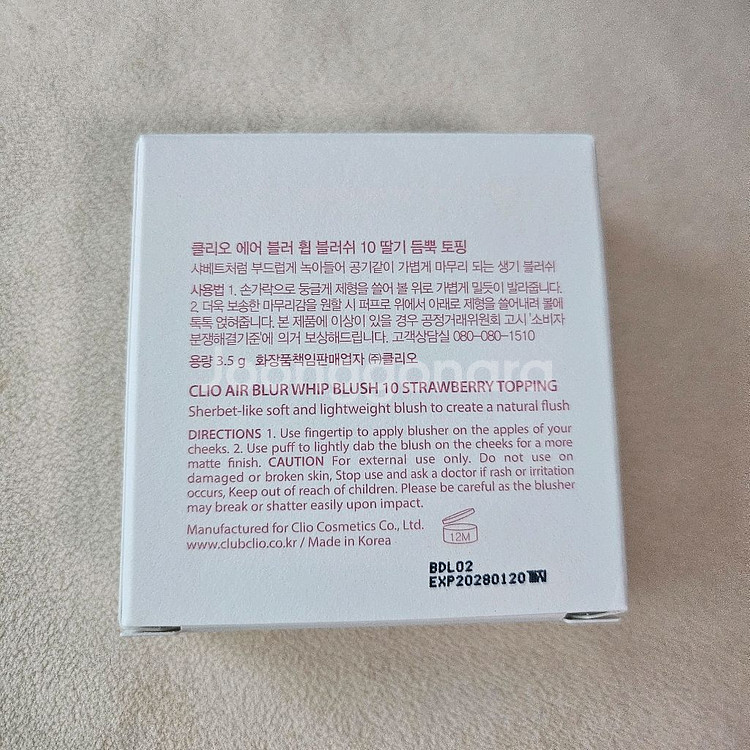 클리오 에어 블러 휩 블러쉬 10 딸기 듬뿍 토핑
샤베트처럼 부드럽게 녹아들어 공기같이 가볍게 마무리 되는 생기 블러쉬
사용법 1. 손가락으로 둥글게 제형을 쓸어 볼 위로 가볍게 밀듯이 발라줍니다.
2. 더욱 보송한 마무리감을 원할 시 퍼프로 위에서 아래로 제형을 쓸어내려 볼에
톡톡 얹혀줍니다. 본 제품에 이상이 있을 경우 공정거래위원회 고시 '소비자
분쟁해결기준'에 의거 보상해드립니다. 고객상담실 080-080-1510
용량 3.5 g 화장품책임판매업자 ㈜클리오
Joonggonara
CLIO AIR BLUR WHIP BLUSH 10 STRAWBERRY TOPPING
Sherbet-like soft and lightweight blush to create a natural flush
DIRECTIONS 1. Use fingertip to apply blusher on the apples of your
cheeks. 2. Use puff to lightly dab the blush on the cheeks for a more
matte finish. CAUTION For external use only. Do not use on
damaged or broken skin, Stop use and ask a doctor if rash or irritation
occurs, Keep out of reach of children. Please be careful as the blusher
may break or shatter easily upon impact.
Manufactured for Clio Cosmetics Co., Ltd.
www.clubclio.co.kr / Made in Korea
12M
BDL02
EXP20280120